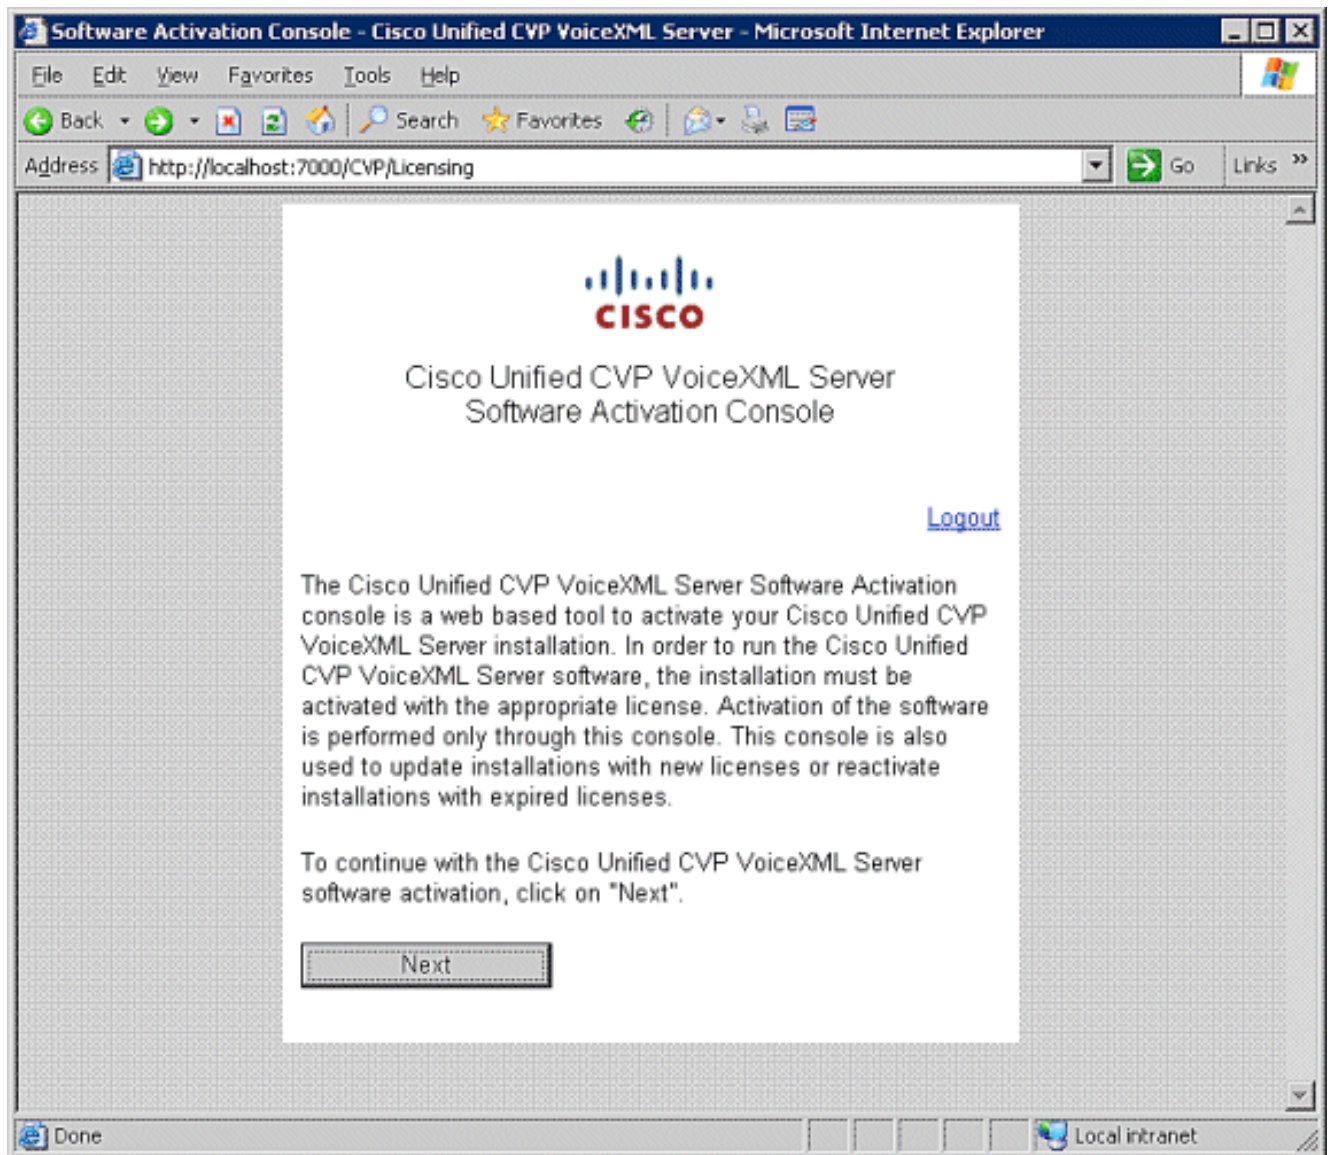 Software Activation Console - Cisco Unified CVP VoiceXML Server - Microsoft Internet Explorer
File Edit View Favorites Tools Help
Back Search Favorites
Address http://localhost:7000/CVP/Licensing Go Links »
CISCO
Cisco Unified CVP VoiceXML Server
Software Activation Console
Logout
The Cisco Unified CVP VoiceXML Server Software Activation
console is a web based tool to activate your Cisco Unified CVP
VoiceXML Server installation. In order to run the Cisco Unified
CVP VoiceXML Server software, the installation must be
activated with the appropriate license. Activation of the software
is performed only through this console. This console is also
used to update installations with new licenses or reactivate
installations with expired licenses.
To continue with the Cisco Unified CVP VoiceXML Server
software activation, click on "Next".
Next
Done Local intranet